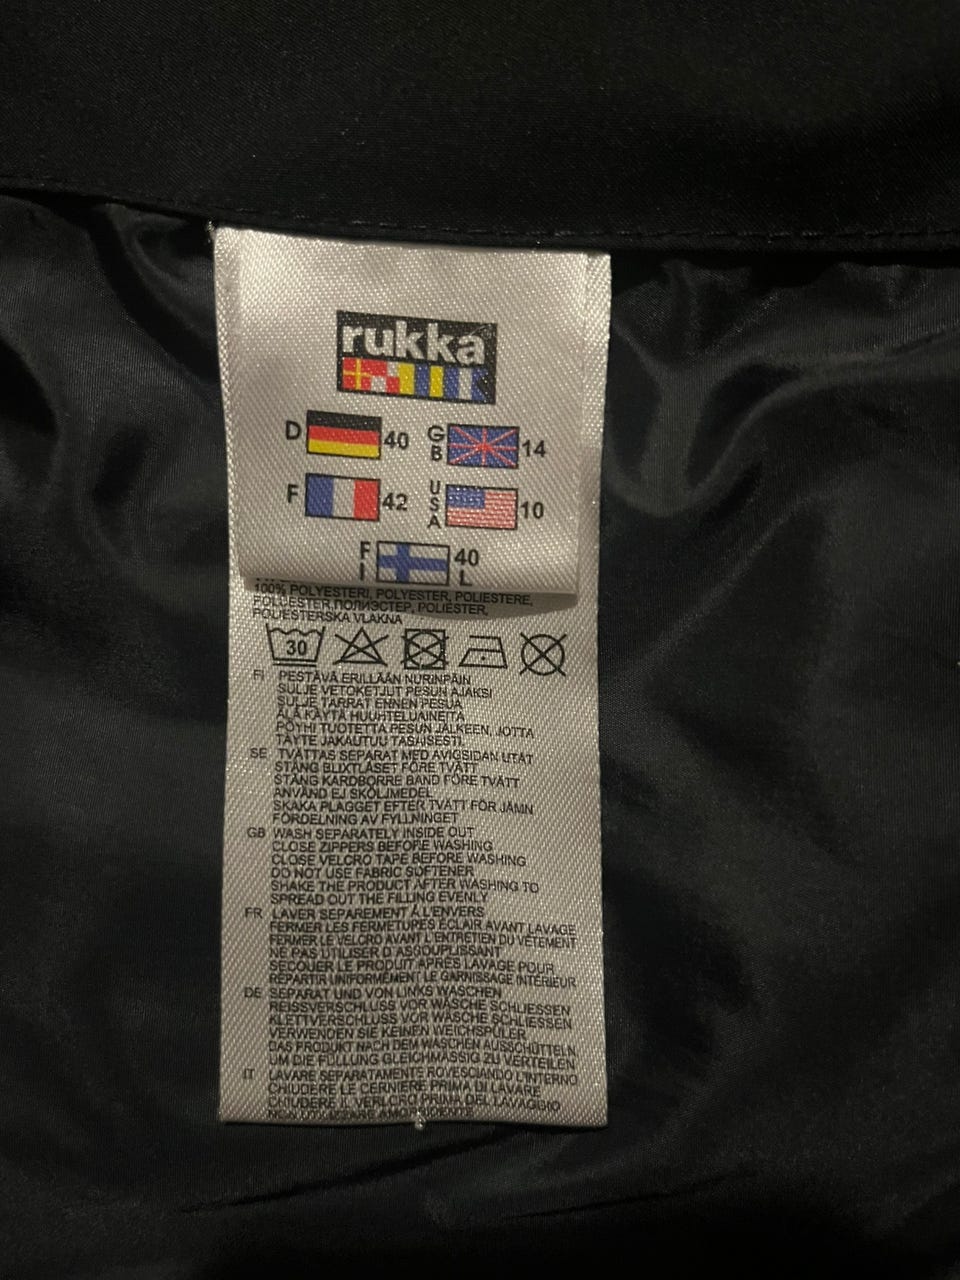 rukka
D 40 GB 14
F 42 USA 10
FI 40
L
100% POLYESTERI, POLYESTER, POLIESTERE,
POLIESTER, ПОЛИЭСТЕР, POLIÉSTER,
POLIESTERSKA VLAKNA
30
FI PESTÄVÄ ERILLÄÄN NURINPÄIN
SULJE VETOKETJUT PESUN AJAKSI
SULJE TARRAT ENNEN PESUA
ÄLÄ KÄYTÄ HUUHTELUAINEITA
PÖYHI TUOTETTA PESUN JÄLKEEN, JOTTA
TÄYTE JAKAUTUU TASAISESTI.
SE TVÄTTAS SEPARAT MED AVIGSIDAN UTÅT
STÄNG BLIXTLÅSET FÖRE TVÄTT
STÄNG KARDBORRE BAND FÖRE TVÄTT
ANVÄND EJ SKÖLJMEDEL
SKAKA PLAGGET EFTER TVÄTT FÖR JÄMN
FÖRDELNING AV FYLLNINGET
GB WASH SEPARATELY INSIDE OUT
CLOSE ZIPPERS BEFORE WASHING
CLOSE VELCRO TAPE BEFORE WASHING
DO NOT USE FABRIC SOFTENER
SHAKE THE PRODUCT AFTER WASHING TO
SPREAD OUT THE FILLING EVENLY
FR LAVER SEPAREMENT À L'ENVERS
FERMER LES FERMETURES ÉCLAIR AVANT LAVAGE
FERMER LE VELCRO AVANT L'ENTRETIEN DU VÊTEMENT
NE PAS UTILISER D'ASSOUPLISSANT
SECOUER LE PRODUIT APRÈS LAVAGE POUR
RÉPARTIR UNIFORMÉMENT LE GARNISSAGE INTÉRIEUR
DE SEPARAT UND VON LINKS WASCHEN
REISSVERSCHLUSS VOR WÄSCHE SCHLIESSEN
KLETTVERSCHLUSS VOR WÄSCHE SCHLIESSEN
VERWENDEN SIE KEINEN WEICHSPÜLER
DAS PRODUKT NACH DEM WASCHEN AUSSCHÜTTELN,
UM DIE FÜLLUNG GLEICHMÄSSIG ZU VERTEILEN
IT LAVARE SEPARATAMENTE ROVESCIANDO L'INTERNO
CHIUDERE LE CERNIERE PRIMA DI LAVARE
CHIUDERE IL VERLCRO PRIMA DEL LAVAGGIO
NON UTILIZZARE AMORBIDENTE